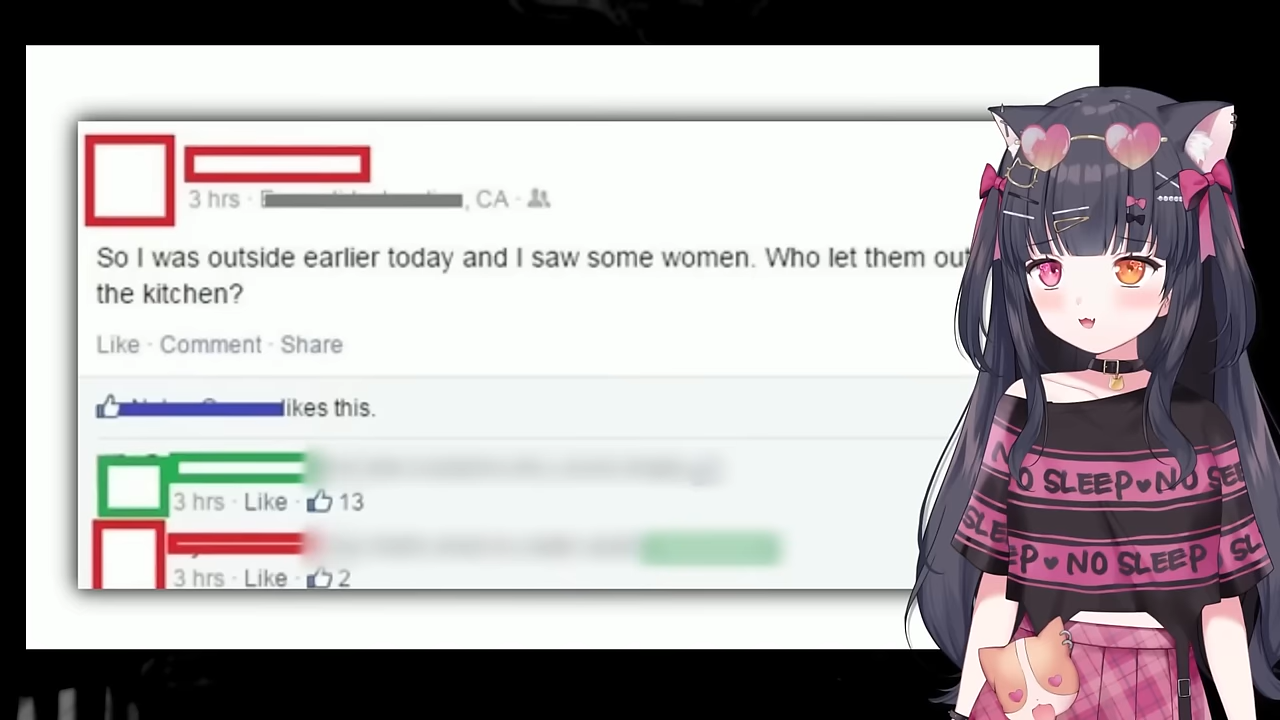 3 hrs · , CA ·
So I was outside earlier today and I saw some women. Who let them out
the kitchen?
Like · Comment · Share
likes this.
3 hrs · Like · 13
3 hrs · Like · 2
NO SLEEP♥NO SLEE
SLEEP ♥ NO SLEEP SL